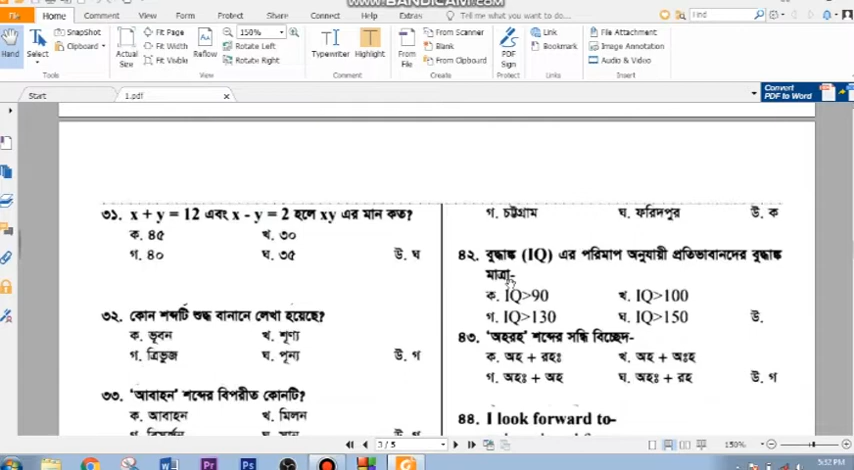 WWW.BANDICAM.COM
Home Comment View Form Protect Share Connect Help Extras Tell me what you want to do... Find
Hand Select SnapShot Clipboard Actual Size Fit Page Fit Width Fit Visible Reflow 150% Rotate Left Rotate Right Typewriter Highlight From File From Scanner Blank From Clipboard PDF Sign Link Bookmark File Attachment Image Annotation Audio & Video
Tools View Comment Create Protect Links Insert
Start 1.pdf Convert PDF to Word
৩১. x + y = 12 এবং x - y = 2 হলে xy এর মান কত?
ক. ৪৫ খ. ৩০
গ. ৪০ ঘ. ৩৫ উ. ঘ
৩২. কোন শব্দটি শুদ্ধ বানানে লেখা হয়েছে?
ক. ভূবন খ. শূণ্য
গ. ত্রিভুজ ঘ. পূন্য উ. গ
৩৩. 'আবাহন' শব্দের বিপরীত কোনটি?
ক. আবাহন খ. মিলন
গ. বিসর্জন উ. গ
গ. চট্টগ্রাম ঘ. ফরিদপুর উ. ক
৪২. বুদ্ধাঙ্ক (IQ) এর পরিমাপ অনুযায়ী প্রতিভাবানদের বুদ্ধাঙ্ক
মাত্রা-
ক. IQ>90 খ. IQ>100
গ. IQ>130 ঘ. IQ>150 উ.
৪৩. 'অহরহ' শব্দের সন্ধি বিচ্ছেদ-
ক. অহ + রহঃ খ. অহ + অঃহ
গ. অহঃ + অহ ঘ. অহঃ + রহ উ. গ
৪৪. I look forward to-
3 / 5 150%
5:32 PM